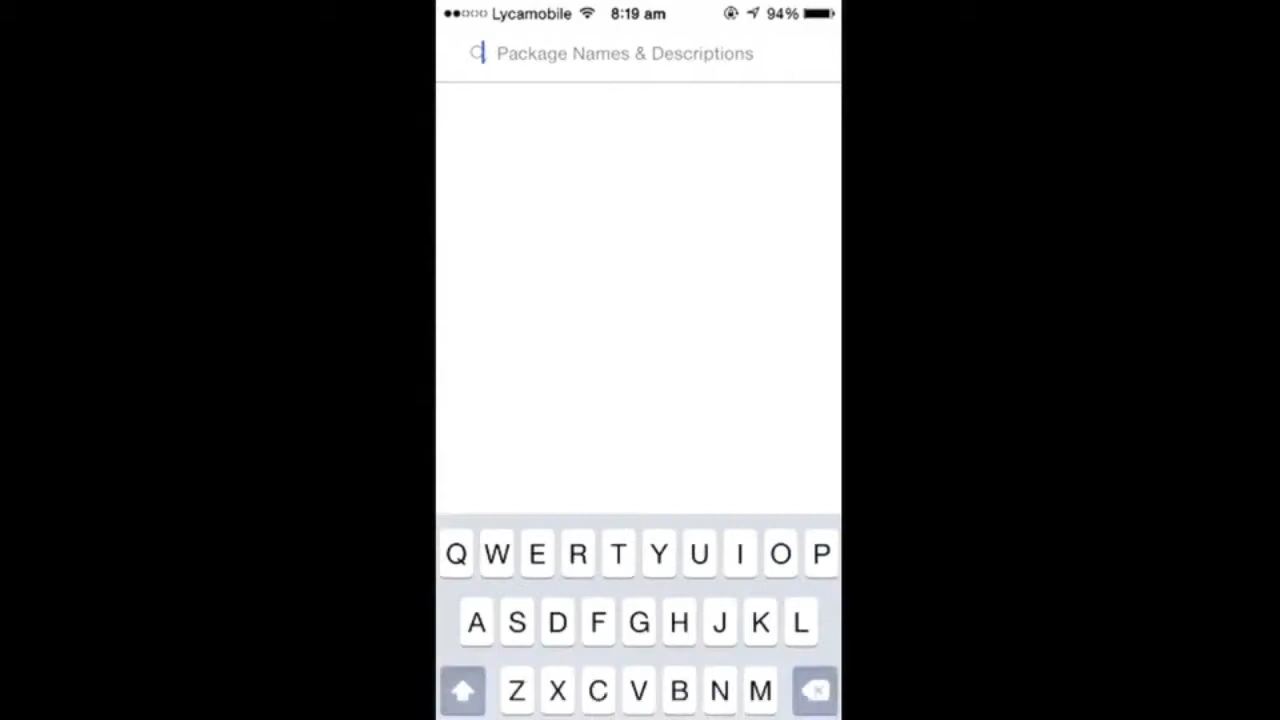 Lycamobile 8:19 am 94%
Package Names & Descriptions
Q W E R T Y U I O P
A S D F G H J K L
Z X C V B N M